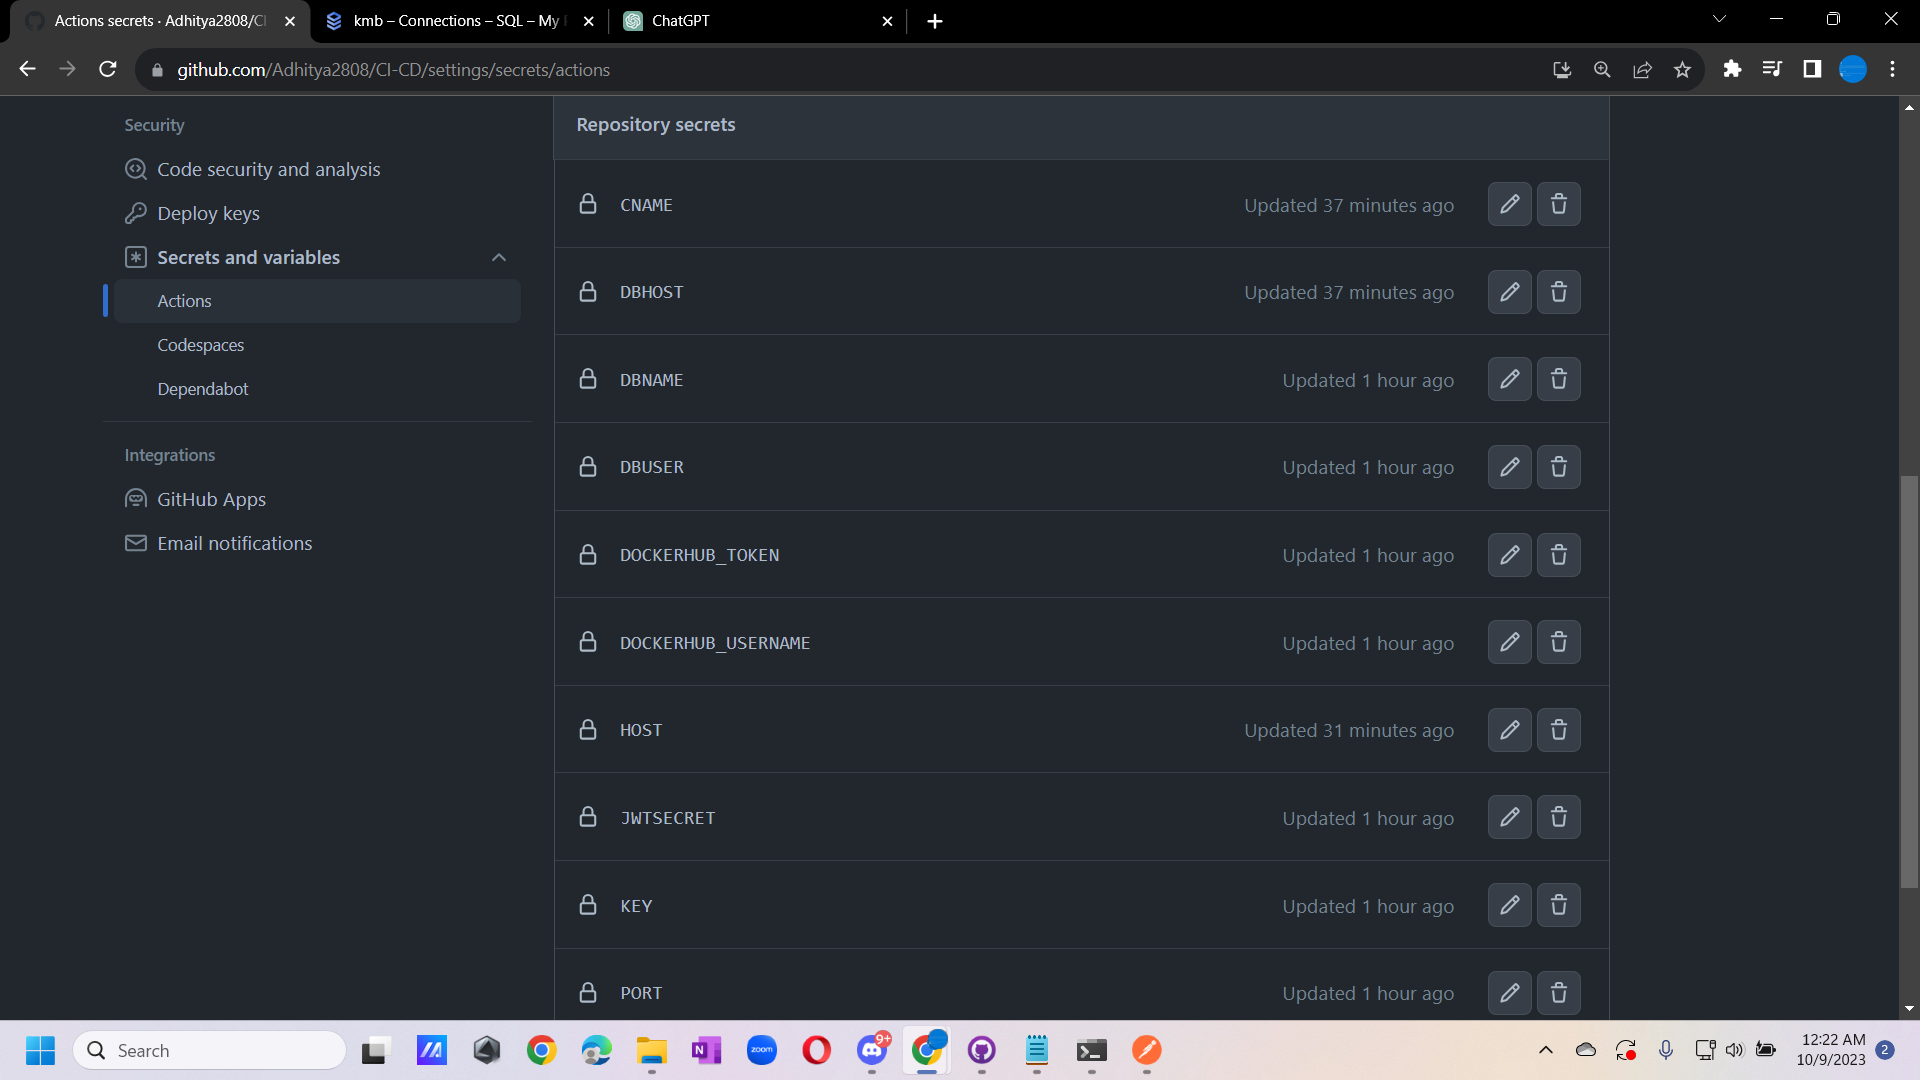 Actions secrets · Adhitya2808/CI
kmb – Connections – SQL – My
ChatGPT
github.com/Adhitya2808/CI-CD/settings/secrets/actions
Security
Code security and analysis
Deploy keys
Secrets and variables
Actions
Codespaces
Dependabot
Integrations
GitHub Apps
Email notifications
Repository secrets
CNAME Updated 37 minutes ago
DBHOST Updated 37 minutes ago
DBNAME Updated 1 hour ago
DBUSER Updated 1 hour ago
DOCKERHUB_TOKEN Updated 1 hour ago
DOCKERHUB_USERNAME Updated 1 hour ago
HOST Updated 31 minutes ago
JWTSECRET Updated 1 hour ago
KEY Updated 1 hour ago
PORT Updated 1 hour ago
Search
N
zoom
9+
12:22 AM
10/9/2023
2